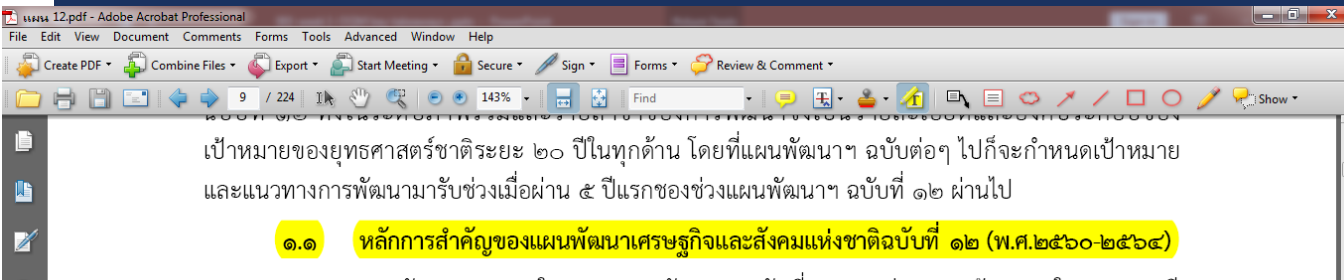 แผน 12.pdf - Adobe Acrobat Professional
File Edit View Document Comments Forms Tools Advanced Window Help
Create PDF Combine Files Export Start Meeting Secure Sign Forms Review & Comment
9 / 224 143% Find Show
เป้าหมายของยุทธศาสตร์ชาติระยะ ๒๐ ปีในทุกด้าน โดยที่แผนพัฒนาฯ ฉบับต่อๆ ไปก็จะกำหนดเป้าหมาย
และแนวทางการพัฒนามารับช่วงเมื่อผ่าน ๕ ปีแรกชองช่วงแผนพัฒนาฯ ฉบับที่ ๑๒ ผ่านไป
๑.๑ หลักการสำคัญของแผนพัฒนาเศรษฐกิจและสังคมแห่งชาติฉบับที่ ๑๒ (พ.ศ.๒๕๖๐-๒๕๖๔)